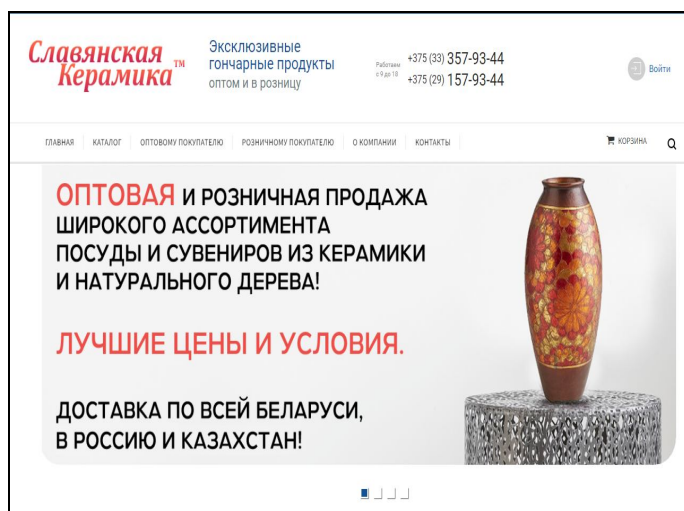 Славянская
Керамика™
Эксклюзивные
гончарные продукты
оптом и в розницу
Работаем
с 9 до 18
+375 (33) 357-93-44
+375 (29) 157-93-44
Войти
ГЛАВНАЯ
КАТАЛОГ
ОПТОВОМУ ПОКУПАТЕЛЮ
РОЗНИЧНОМУ ПОКУПАТЕЛЮ
О КОМПАНИИ
КОНТАКТЫ
КОРЗИНА
ОПТОВАЯ И РОЗНИЧНАЯ ПРОДАЖА
ШИРОКОГО АССОРТИМЕНТА
ПОСУДЫ И СУВЕНИРОВ ИЗ КЕРАМИКИ
И НАТУРАЛЬНОГО ДЕРЕВА!
ЛУЧШИЕ ЦЕНЫ И УСЛОВИЯ.
ДОСТАВКА ПО ВСЕЙ БЕЛАРУСИ,
В РОССИЮ И КАЗАХСТАН!